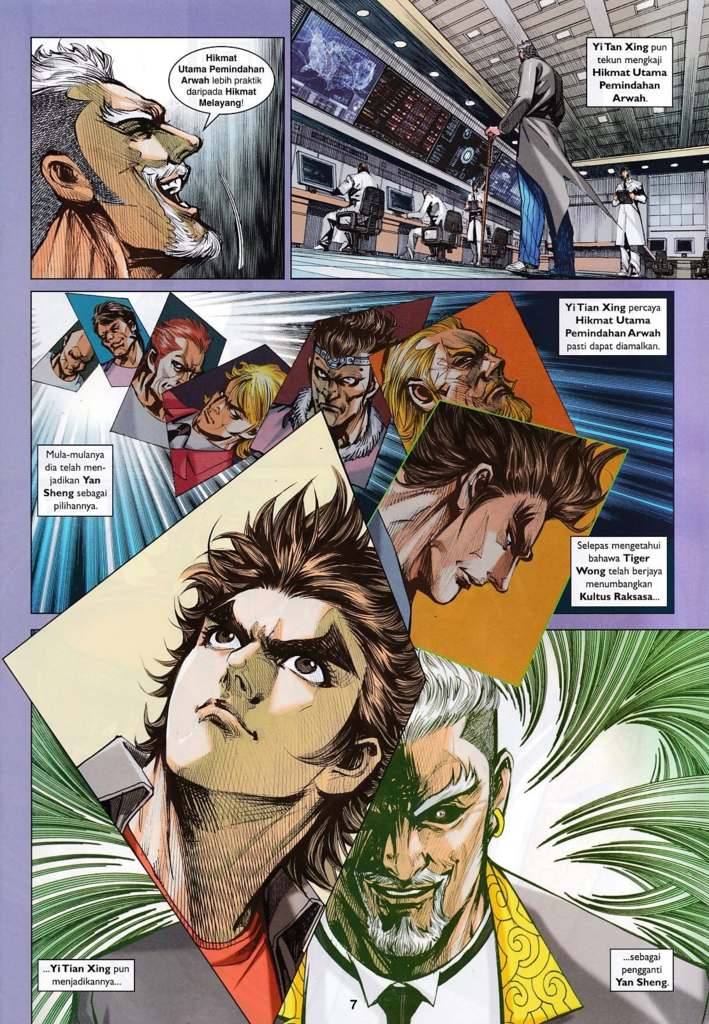 Hikmat
Utama Pemindahan
Arwah lebih praktik
daripada Hikmat
Melayang!
Yi Tan Xing pun
tekun mengkaji
Hikmat Utama
Pemindahan
Arwah.
Yi Tian Xing percaya
Hikmat Utama
Pemindahan Arwah
pasti dapat diamalkan.
Mula-mulanya
dia telah men-
jadikan Yan
Sheng sebagai
pilihannya.
Selepas mengetahui
bahawa Tiger
Wong telah berjaya
menumbangkan
Kultus Raksasa...
...Yi Tian Xing pun
menjadikannya...
...sebagai
pengganti
Yan Sheng.
7